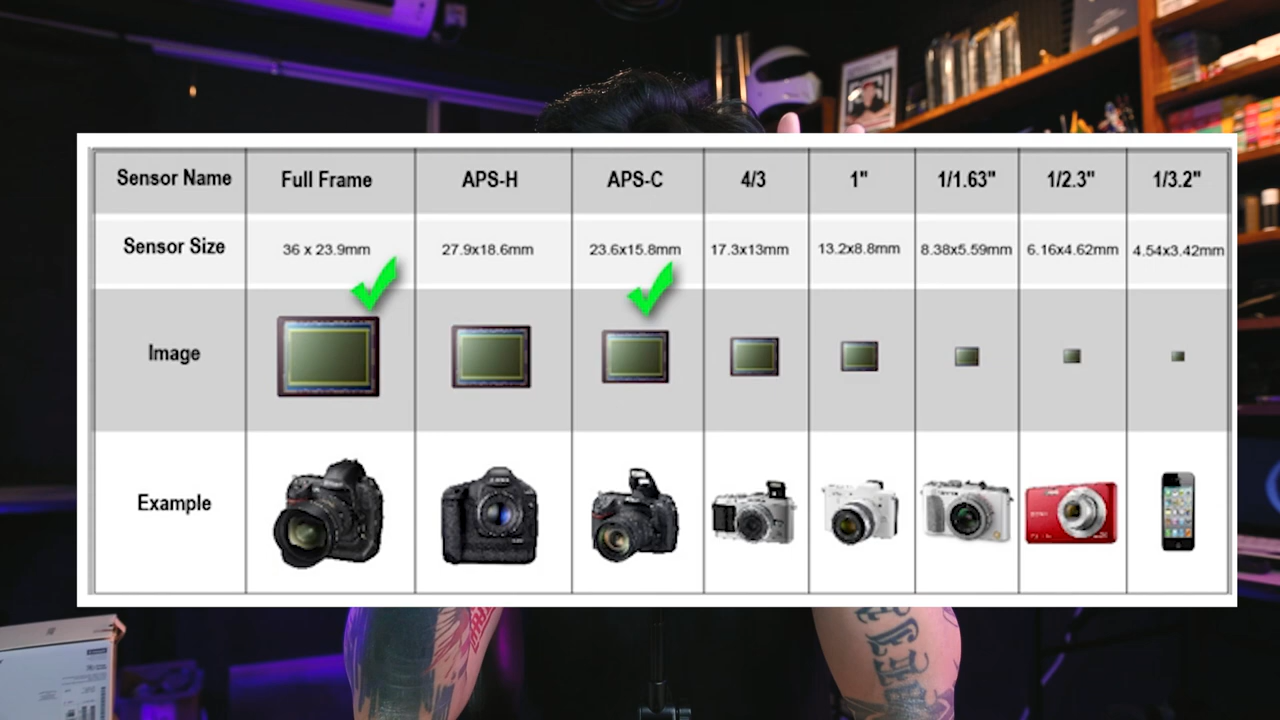 Sensor Name Full Frame APS-H APS-C 4/3 1" 1/1.63" 1/2.3" 1/3.2"
Sensor Size 36 x 23.9mm 27.9x18.6mm 23.6x15.8mm 17.3x13mm 13.2x8.8mm 8.38x5.59mm 6.16x4.62mm 4.54x3.42mm
Image
Example